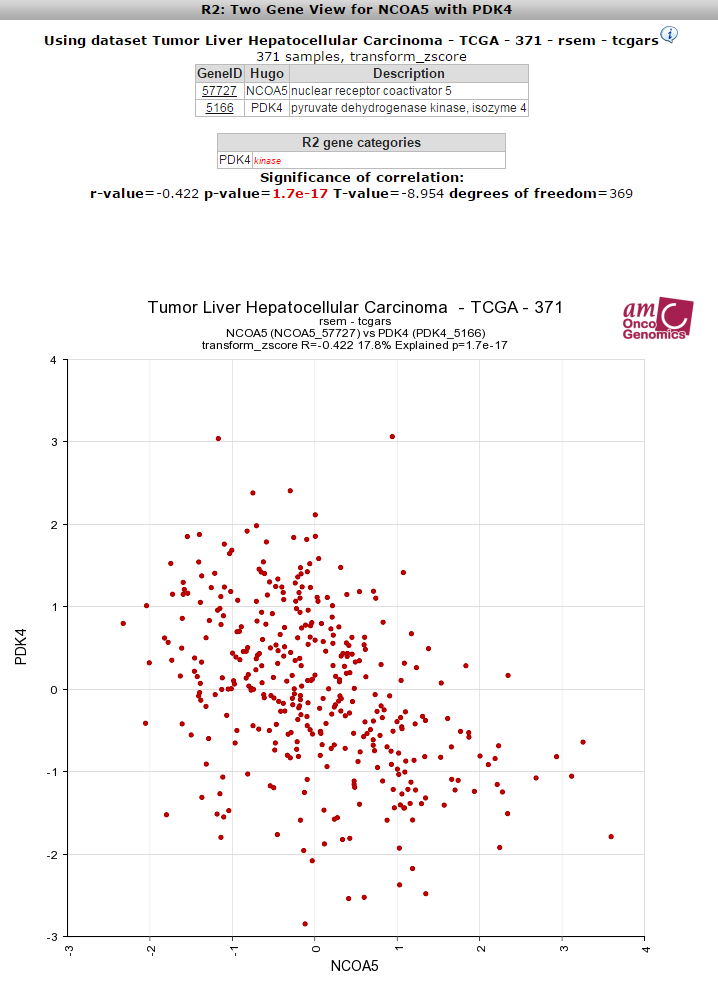 R2: Two Gene View for NCOA5 with PDK4
Using dataset Tumor Liver Hepatocellular Carcinoma - TCGA - 371 - rsem - tcgars i
371 samples, transform_zscore
GeneID Hugo Description
57727 NCOA5 nuclear receptor coactivator 5
5166 PDK4 pyruvate dehydrogenase kinase, isozyme 4
R2 gene categories
PDK4 kinase
Significance of correlation:
r-value=-0.422 p-value=1.7e-17 T-value=-8.954 degrees of freedom=369
Tumor Liver Hepatocellular Carcinoma - TCGA - 371
rsem - tcgars
NCOA5 (NCOA5_57727) vs PDK4 (PDK4_5166)
transform_zscore R=-0.422 17.8% Explained p=1.7e-17
amC
Onco
Genomics
4
3
2
1
0
-1
-2
-3
PDK4
-3 -2 -1 0 1 2 3 4
NCOA5